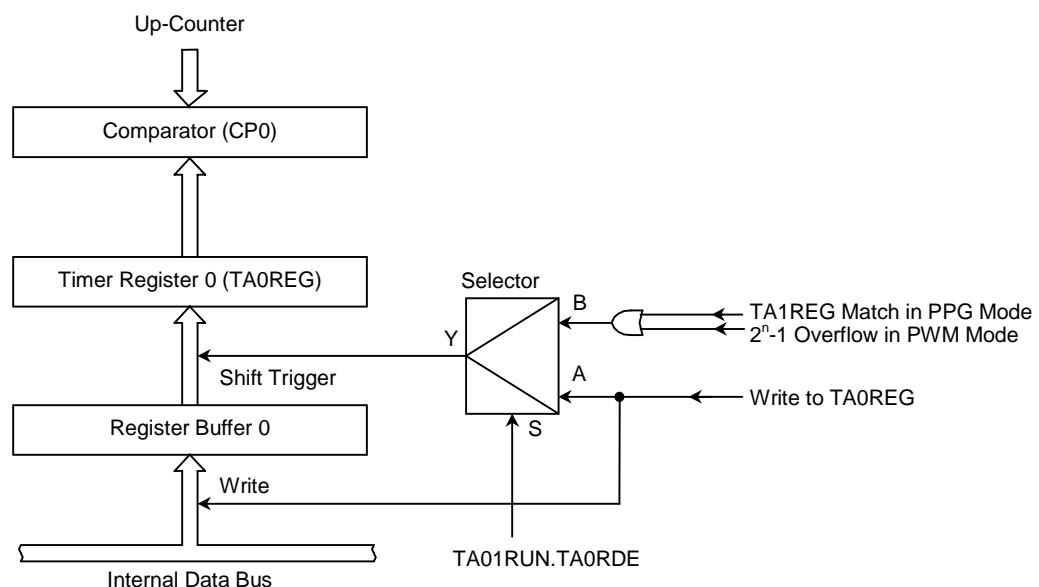 Up-Counter
Comparator (CP0)
Timer Register 0 (TA0REG)
Selector
B
TA1REG Match in PPG Mode
2ⁿ-1 Overflow in PWM Mode
Y
Shift Trigger
A
Write to TA0REG
Register Buffer 0
S
Write
TA01RUN.TA0RDE
Internal Data Bus